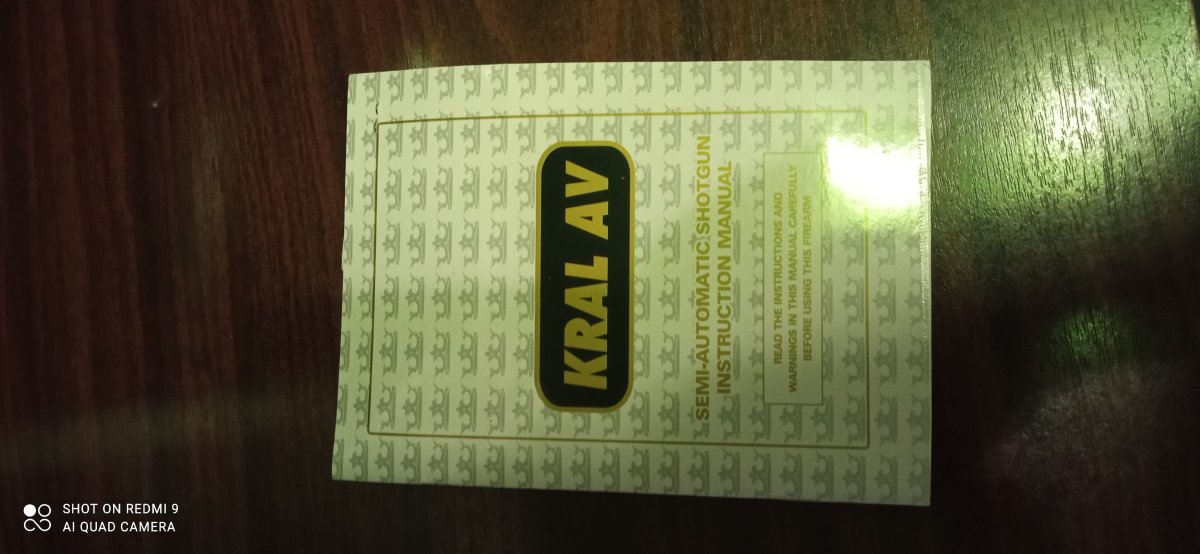 KRAL AV
SEMI-AUTOMATIC SHOTGUN
INSTRUCTION MANUAL
READ THE INSTRUCTIONS AND
WARNINGS IN THIS MANUAL CAREFULLY
BEFORE USING THIS FIREARM
SHOT ON REDMI 9
AI QUAD CAMERA